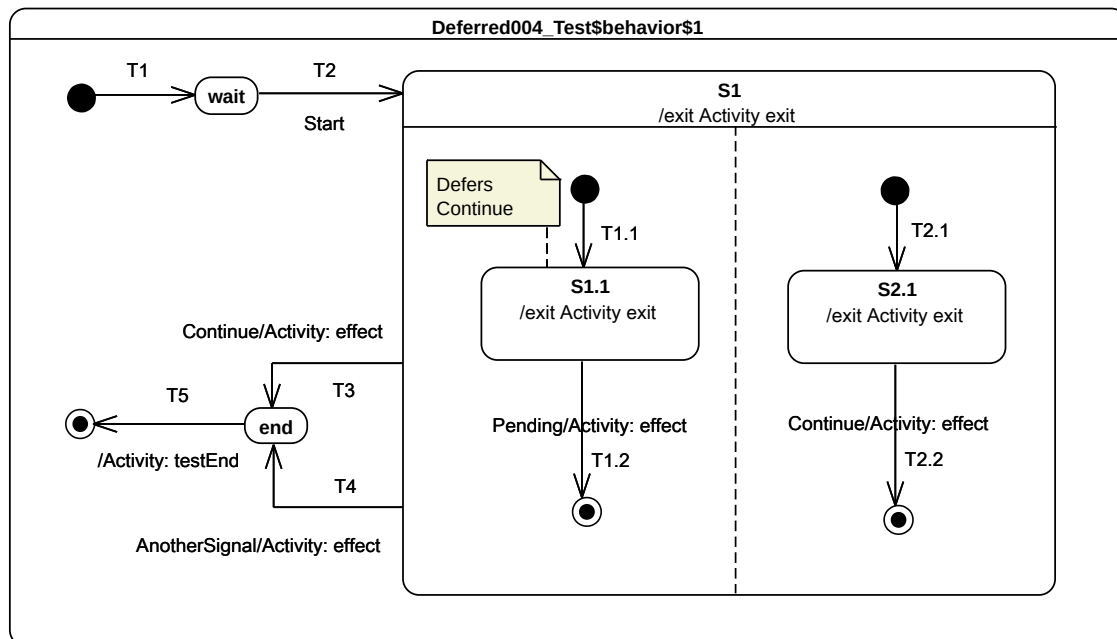 Deferred004_Test$behavior$1
T1
T2
wait
Start
S1
/exit Activity exit
Defers
Continue
T1.1
T2.1
S1.1
/exit Activity exit
S2.1
/exit Activity exit
Continue/Activity: effect
T3
T5
end
/Activity: testEnd
Pending/Activity: effect
T1.2
Continue/Activity: effect
T2.2
T4
AnotherSignal/Activity: effect